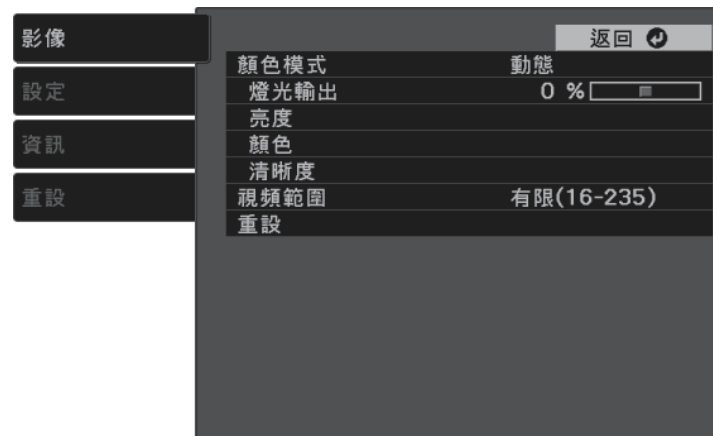 影像
設定
資訊
重設
返回
顏色模式 動態
燈光輸出 0 %
亮度
顏色
清晰度
視頻範圍 有限(16-235)
重設